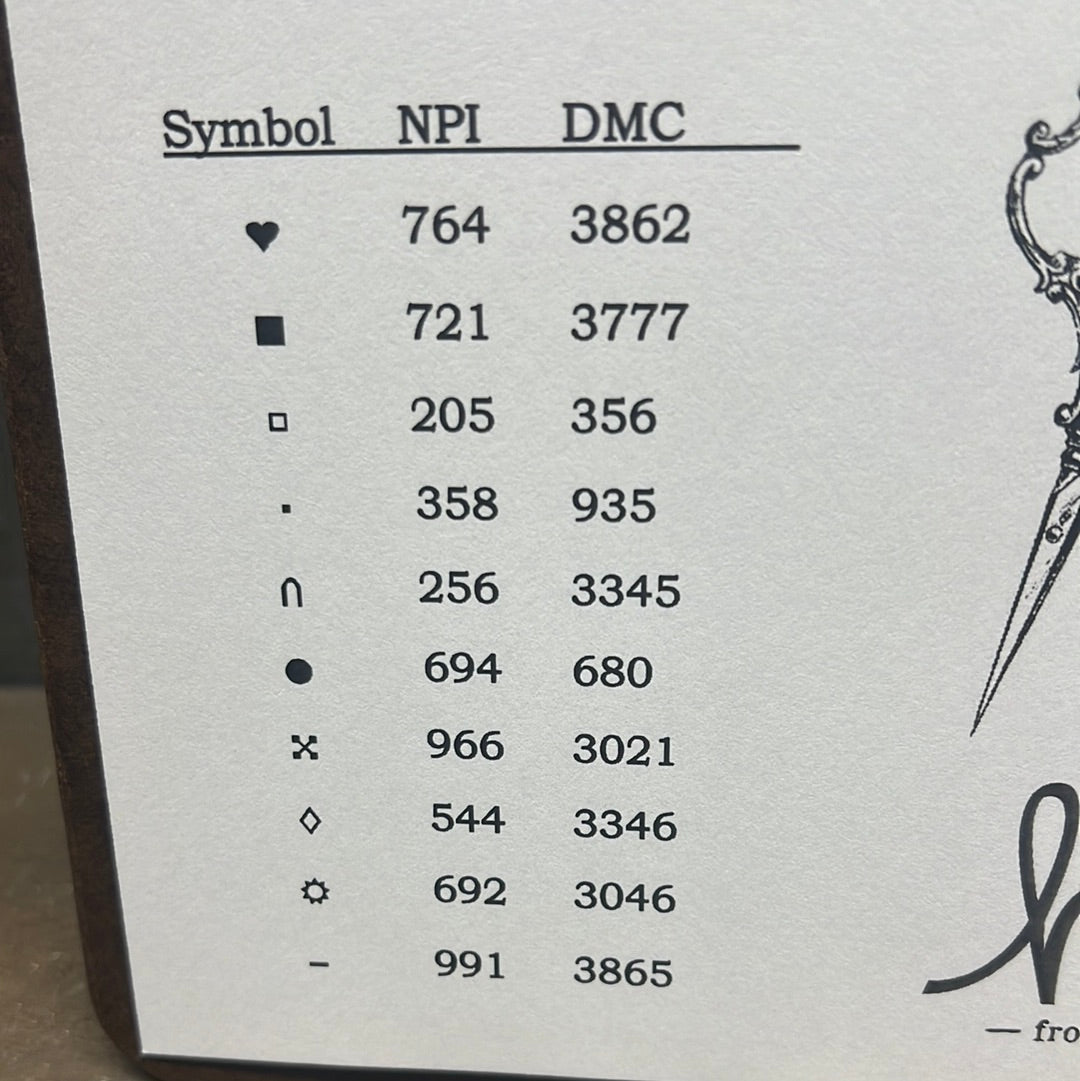 Symbol NPI DMC
♥ 764 3862
■ 721 3777
□ 205 356
▪ 358 935
∩ 256 3345
● 694 680
⌘ 966 3021
◇ 544 3346
☼ 692 3046
– 991 3865
— fro